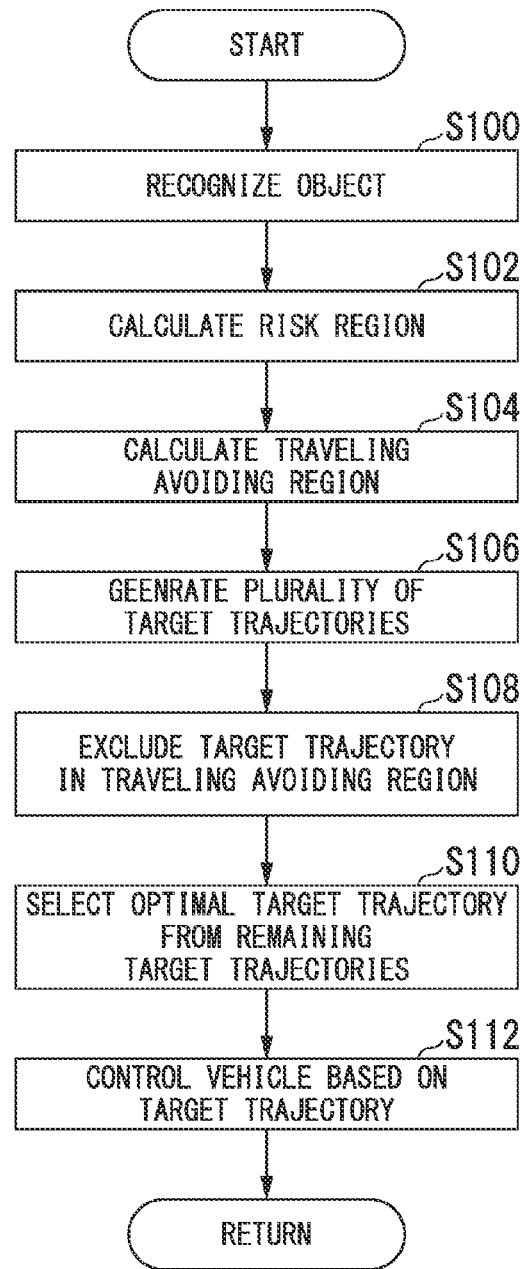 START
S100
RECOGNIZE OBJECT
S102
CALCULATE RISK REGION
S104
CALCULATE TRAVELING
AVOIDING REGION
S106
GEENRATE PLURALITY OF
TARGET TRAJECTORIES
S108
EXCLUDE TARGET TRAJECTORY
IN TRAVELING AVOIDING REGION
S110
SELECT OPTIMAL TARGET TRAJECTORY
FROM REMAINING
TARGET TRAJECTORIES
S112
CONTROL VEHICLE BASED ON
TARGET TRAJECTORY
RETURN